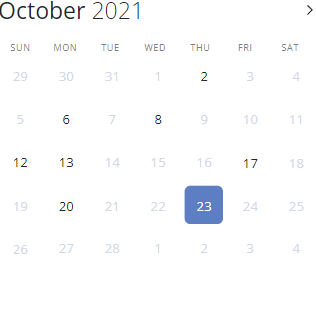 October 2021
SUN MON TUE WED THU FRI SAT
29 30 31 1 2 3 4
5 6 7 8 9 10 11
12 13 14 15 16 17 18
19 20 21 22 23 24 25
26 27 28 1 2 3 4